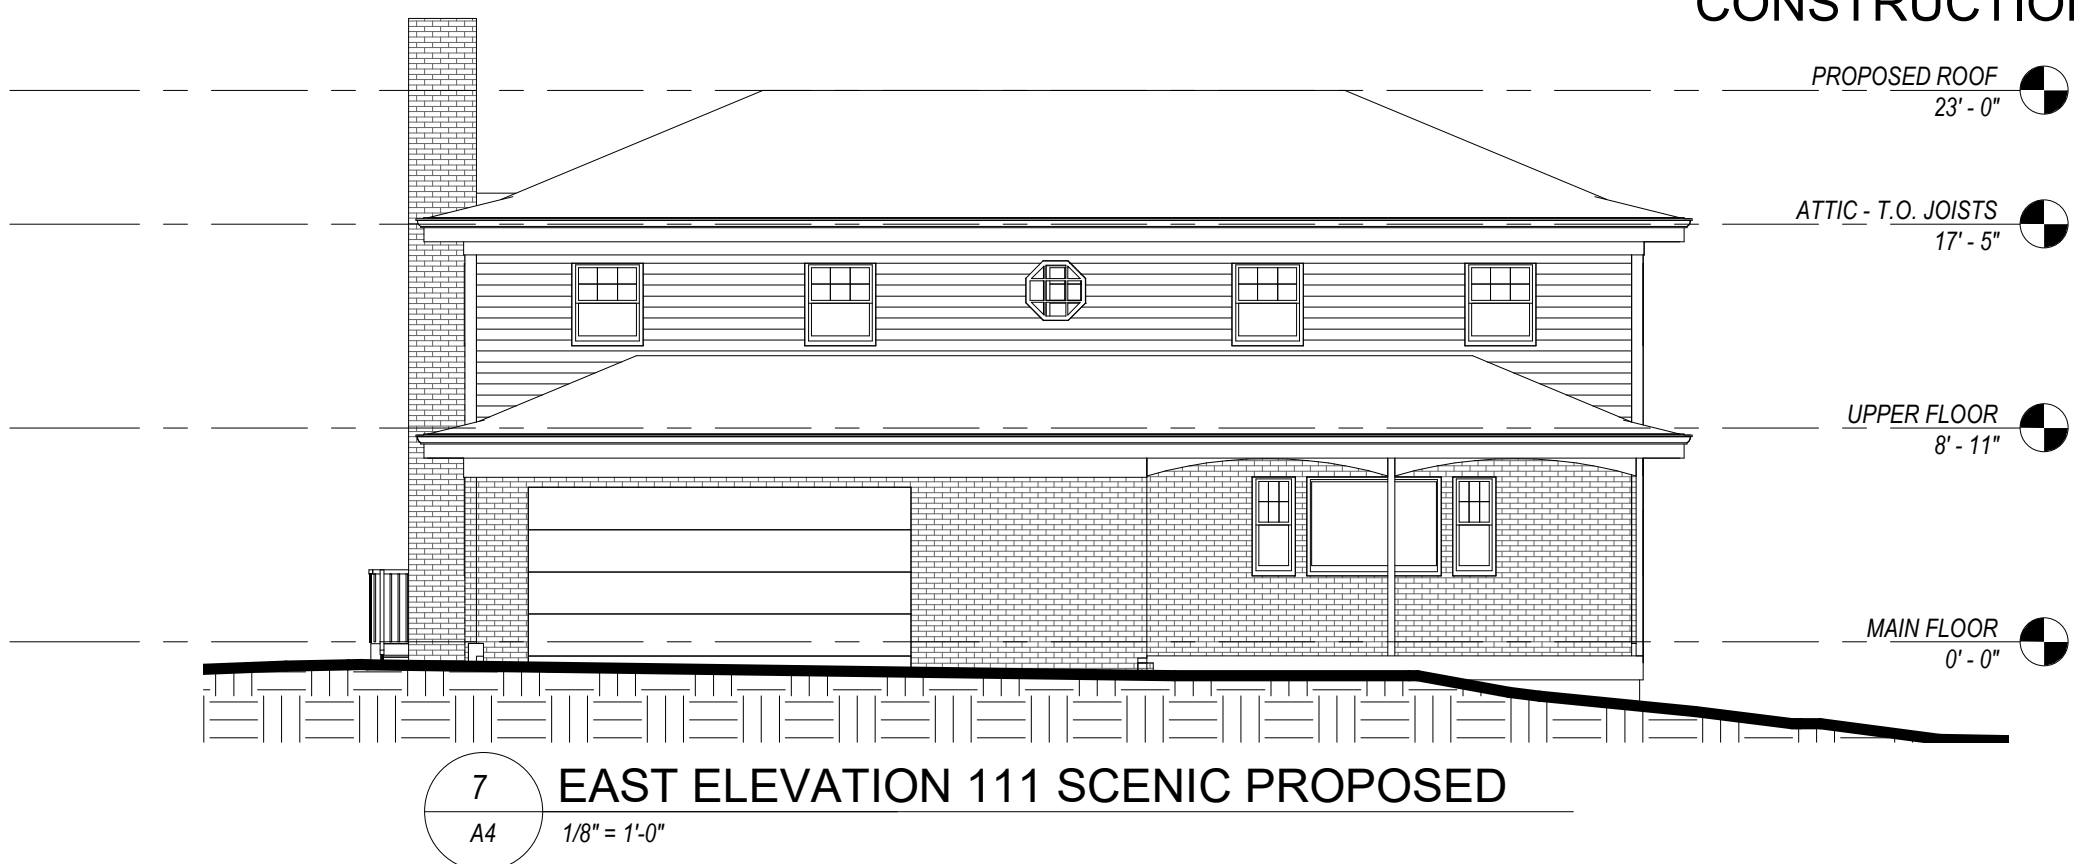 CONSTRUCTION
PROPOSED ROOF
23' - 0"
ATTIC - T.O. JOISTS
17' - 5"
UPPER FLOOR
8' - 11"
MAIN FLOOR
0' - 0"
7
EAST ELEVATION 111 SCENIC PROPOSED
A4
1/8" = 1'-0"